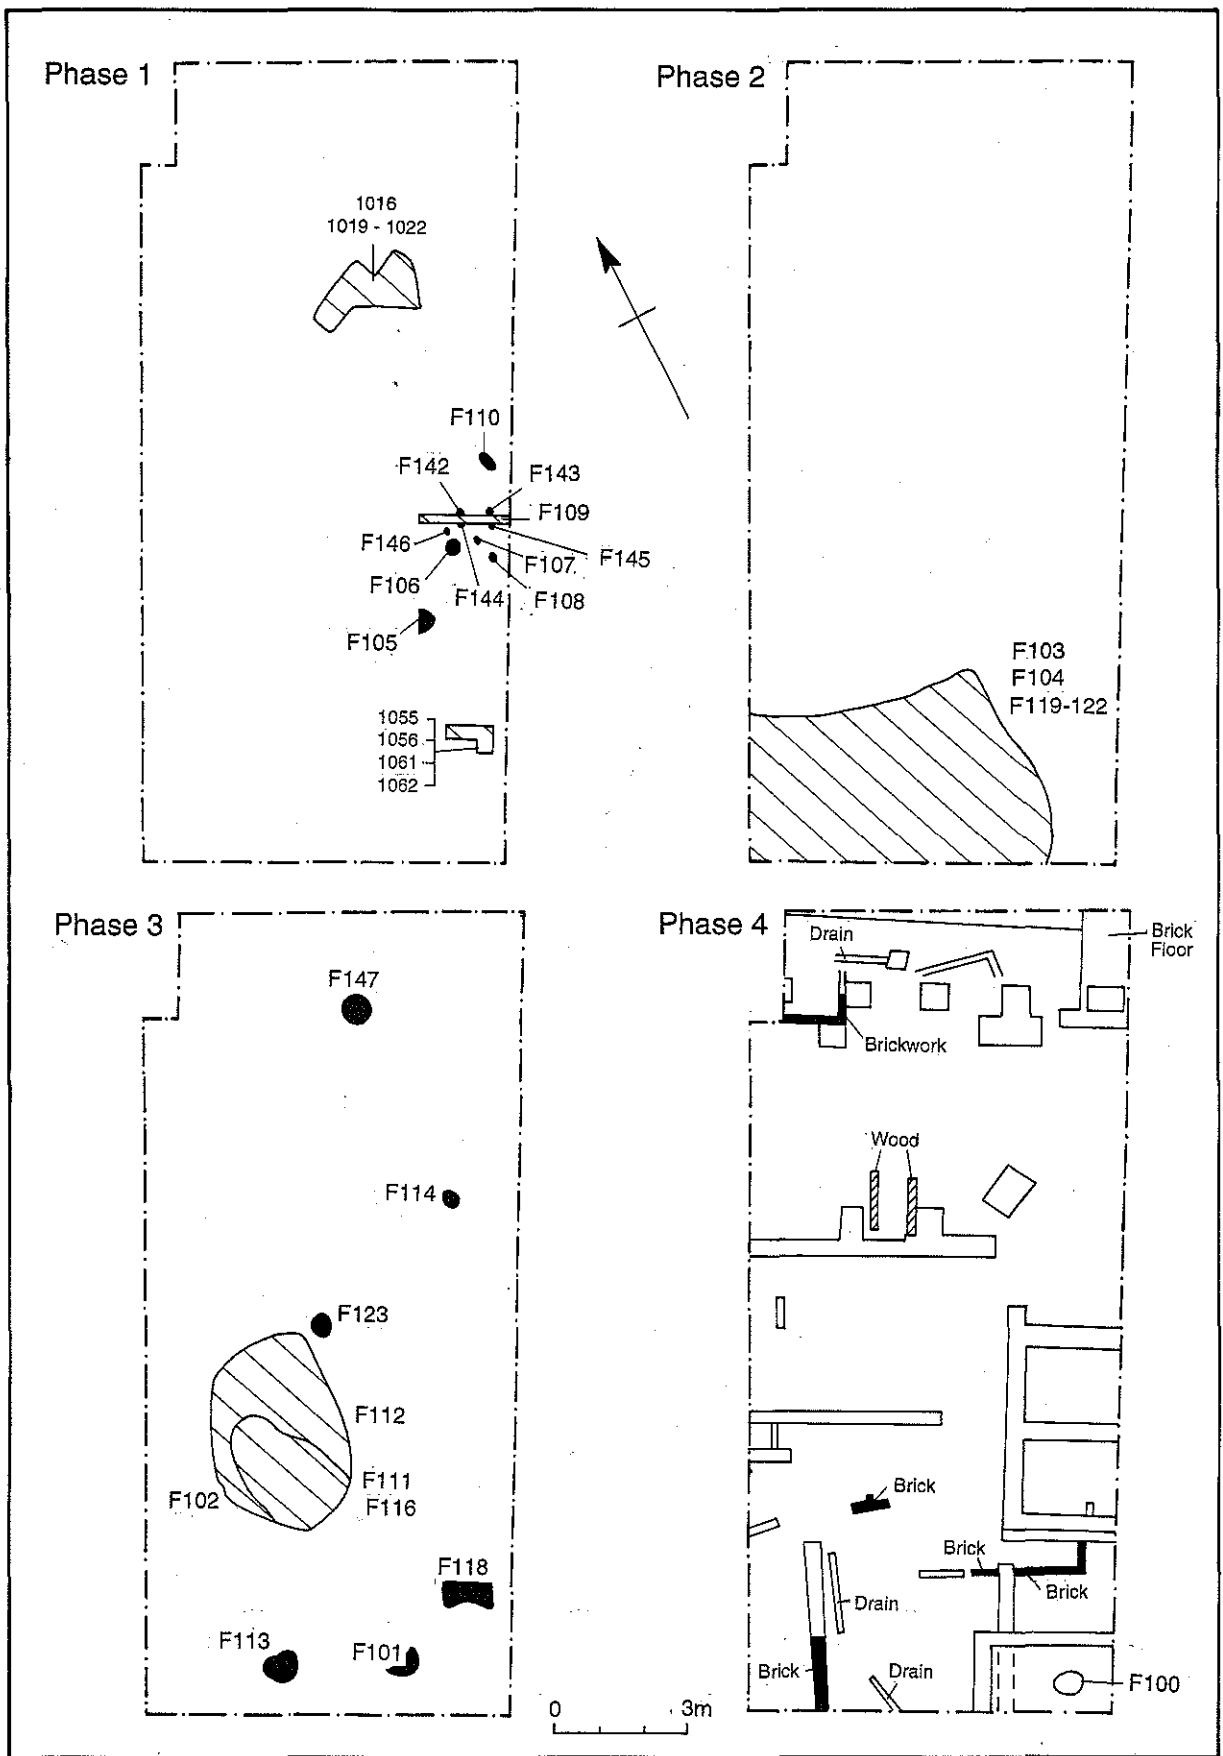 Phase 1
1016
1019 - 1022
F110
F142
F143
F109
F146
F107
F145
F106
F144
F108
F105
1055
1056
1061
1062
Phase 2
F103
F104
F119-122
Phase 3
F147
F114
F123
F112
F111
F102
F116
F118
F113
F101
0 3m
Phase 4
Drain
Brick
Floor
Brickwork
Wood
Brick
Brick
Brick
Drain
Brick
Drain
F100